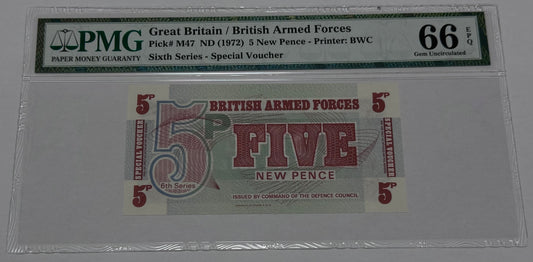 PMG
PAPER MONEY GUARANTY
Great Britain / British Armed Forces
Pick# M47 ND (1972) 5 New Pence - Printer: BWC
Sixth Series - Special Voucher
66 EPQ
Gem Uncirculated
5P BRITISH ARMED FORCES 5P
SPECIAL VOUCHER
5P FIVE
6th Series
NEW PENCE
SPECIAL VOUCHER
ISSUED BY COMMAND OF THE DEFENCE COUNCIL
5P 5P